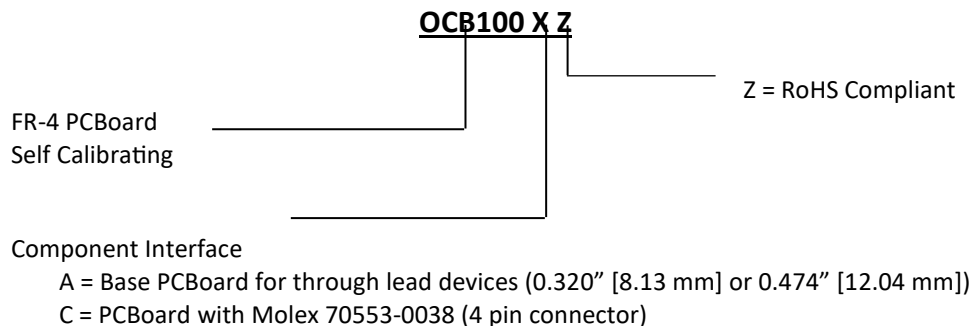 OCB100 X Z
Z = RoHS Compliant
FR-4 PCBoard
Self Calibrating
Component Interface
A = Base PCBoard for through lead devices (0.320” [8.13 mm] or 0.474” [12.04 mm])
C = PCBoard with Molex 70553-0038 (4 pin connector)